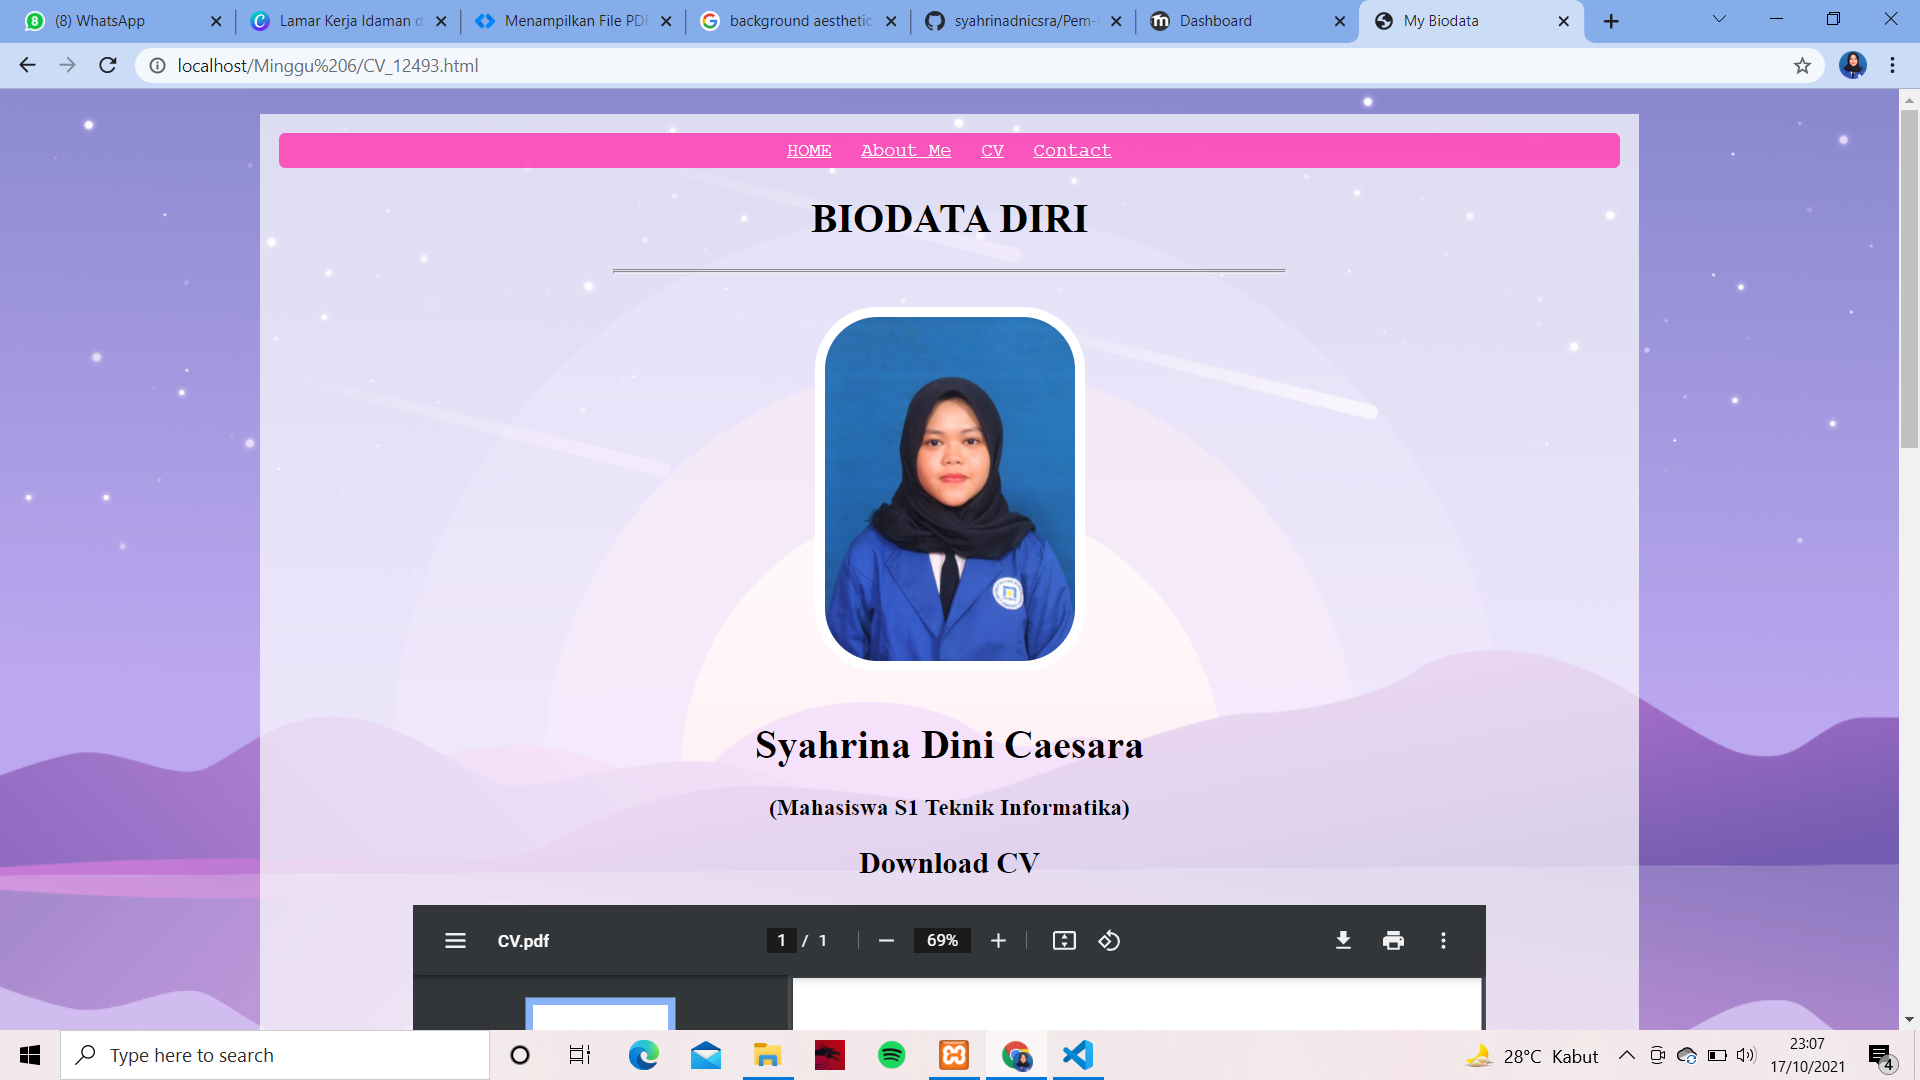 (8) WhatsApp
Lamar Kerja Idaman d
Menampilkan File PDF
background aesthetic
syahrinadnicsra/Pem-
Dashboard
My Biodata
localhost/Minggu%206/CV_12493.html
HOME About Me CV Contact
BIODATA DIRI
Syahrina Dini Caesara
(Mahasiswa S1 Teknik Informatika)
Download CV
CV.pdf 1 / 1 69%
Type here to search
28°C Kabut
23:07
17/10/2021
4